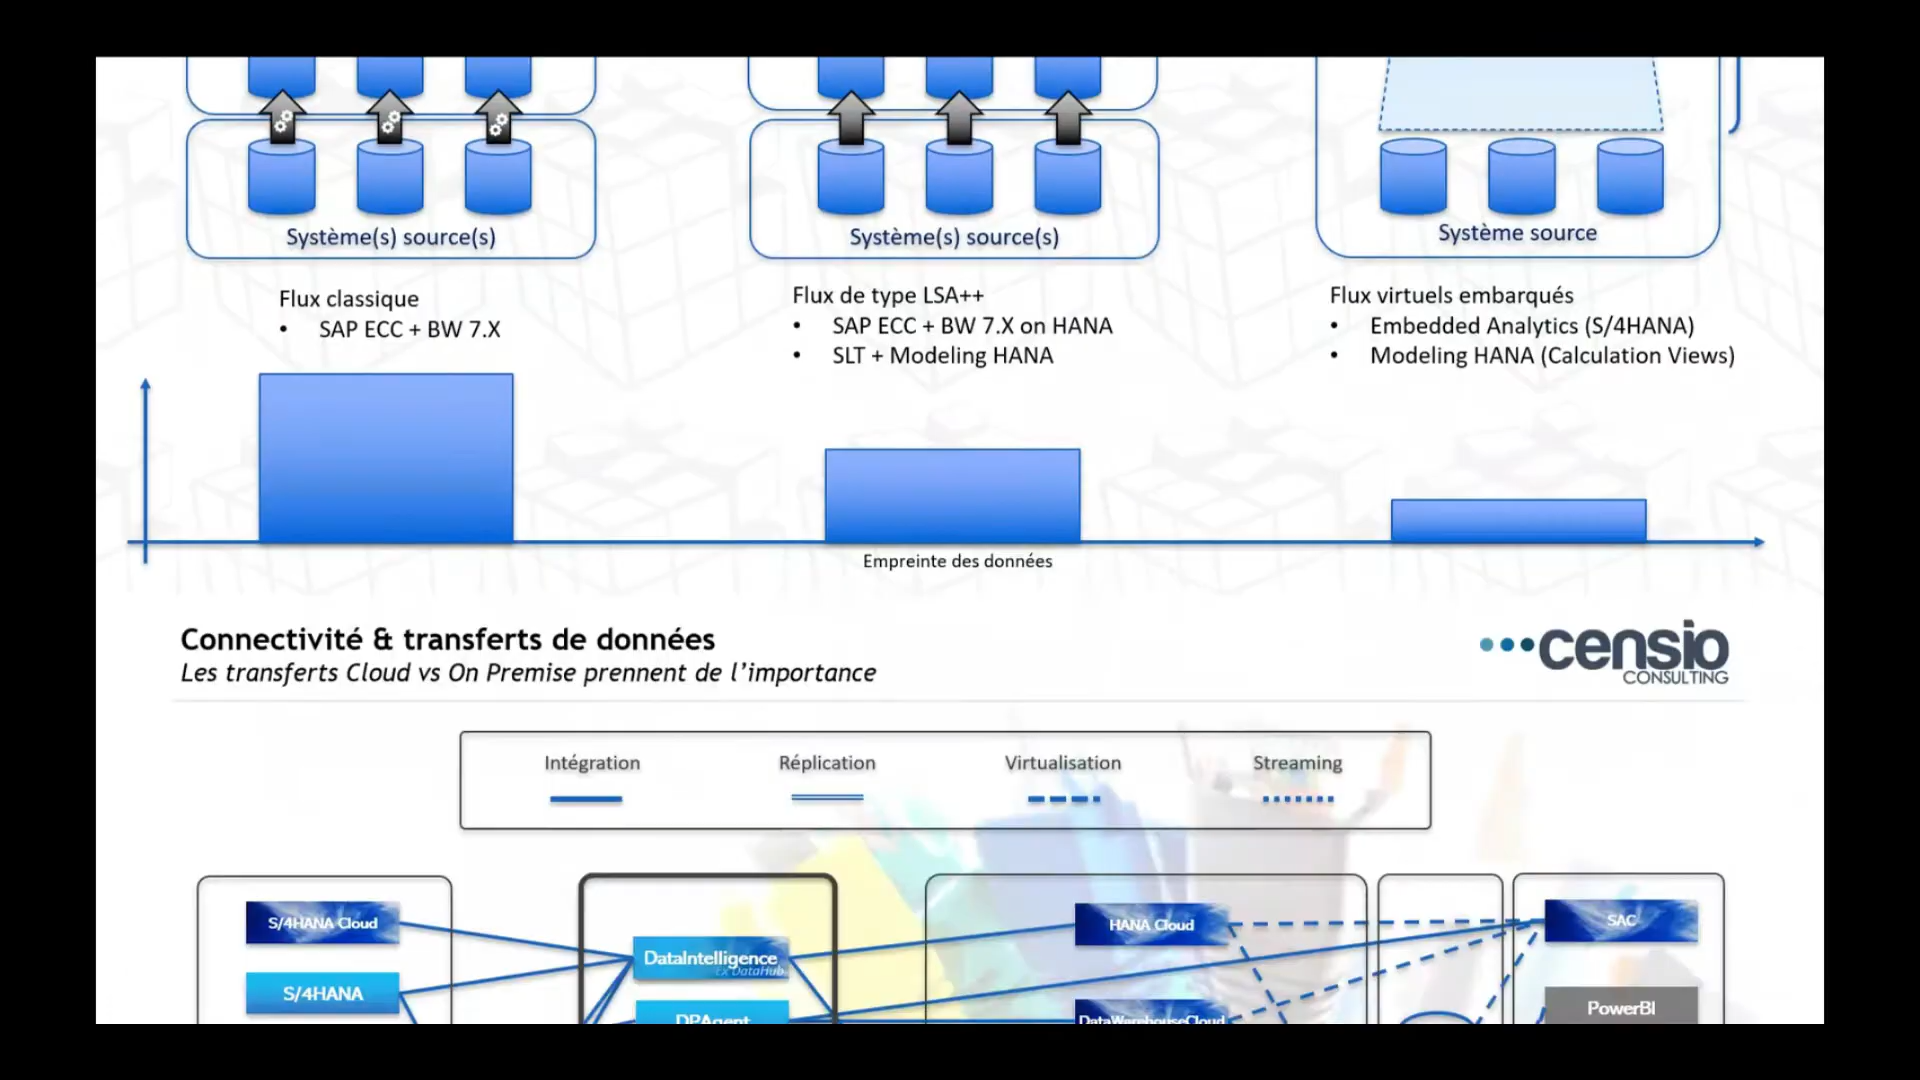 Système(s) source(s)
Système(s) source(s)
Système source
Flux classique
• SAP ECC + BW 7.X
Flux de type LSA++
• SAP ECC + BW 7.X on HANA
• SLT + Modeling HANA
Flux virtuels embarqués
• Embedded Analytics (S/4HANA)
• Modeling HANA (Calculation Views)
Empreinte des données
Connectivité & transferts de données
Les transferts Cloud vs On Premise prennent de l’importance
censio
CONSULTING
Intégration
Réplication
Virtualisation
Streaming
S/4HANA Cloud
S/4HANA
DataIntelligence
Ex DataHub
DPAgent
HANA Cloud
DataWarehouseCloud
SAC
PowerBI